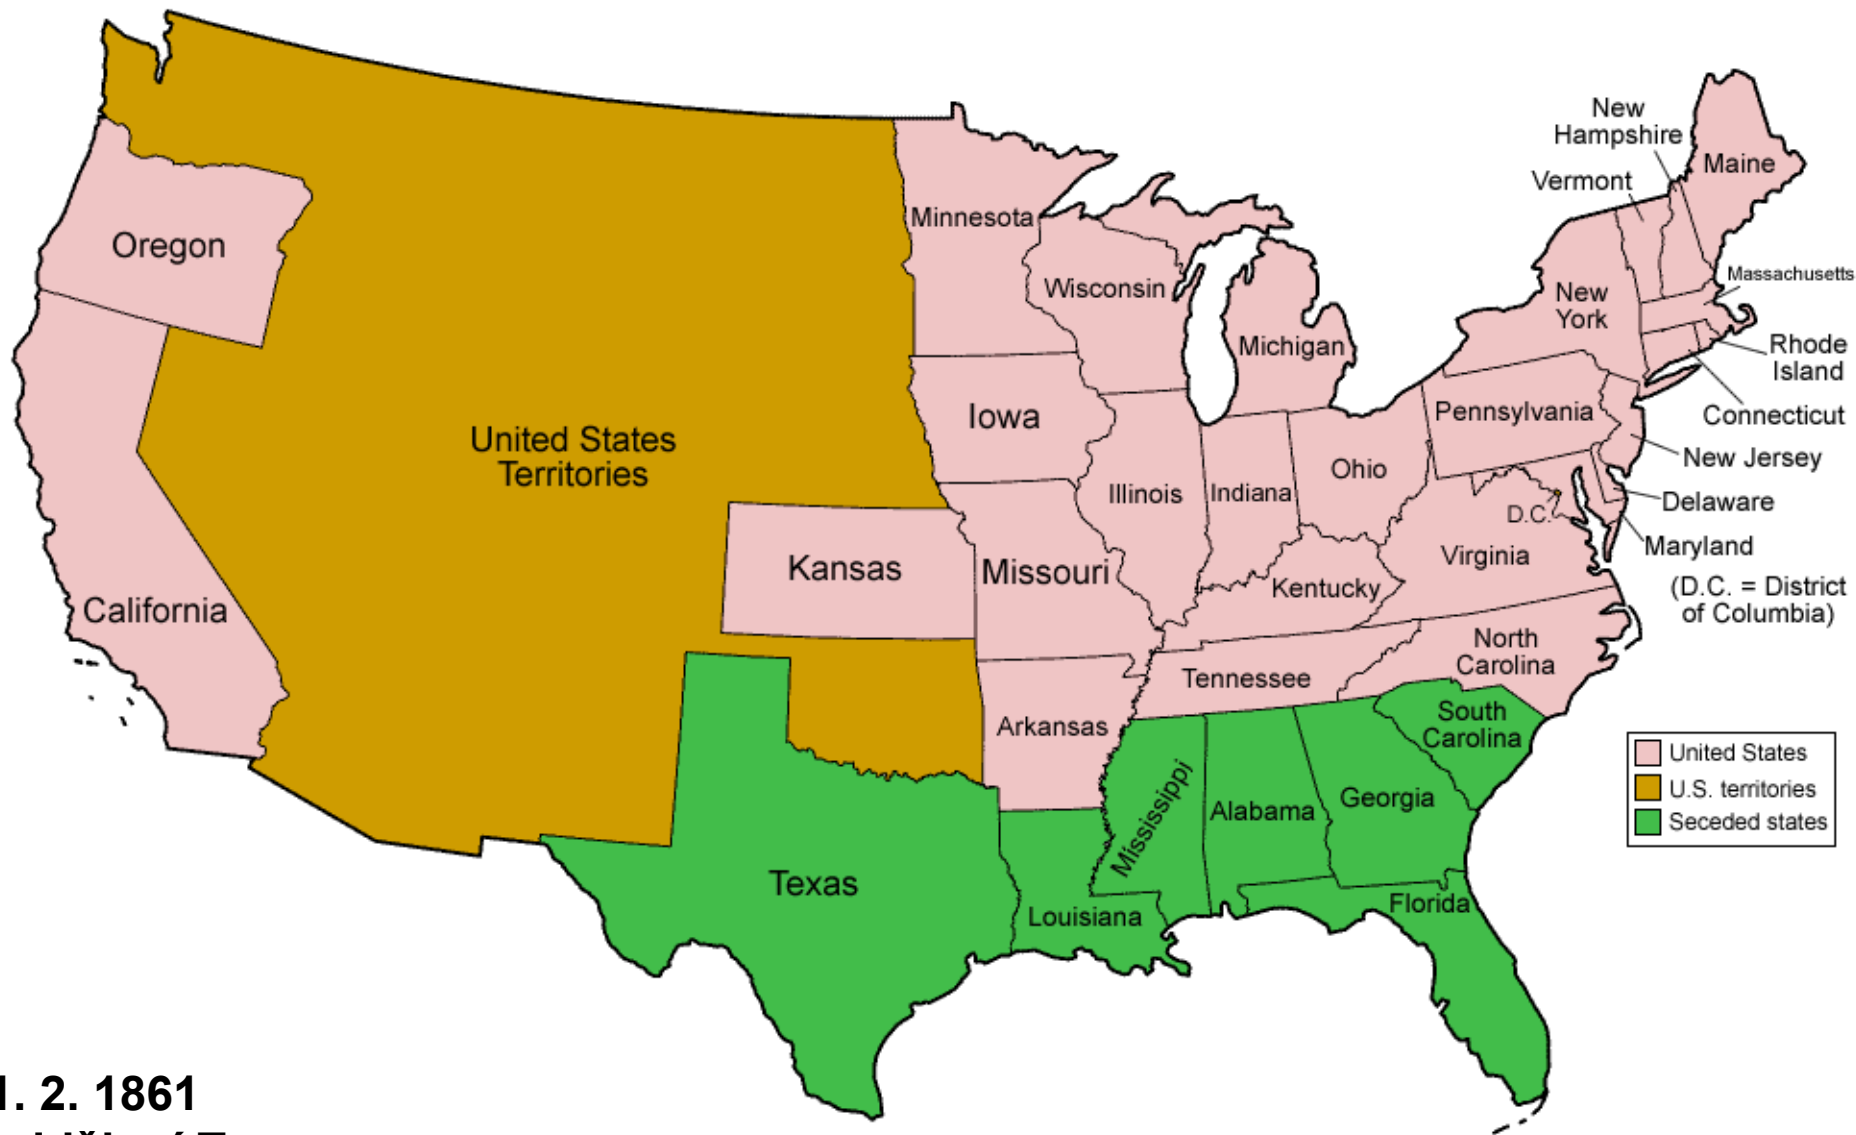 New
Hampshire
Maine
Vermont
Minnesota
Oregon
Massachusetts
Wisconsin
New
York
Michigan
Rhode
Island
Iowa
Pennsylvania
Connecticut
United States
Territories
New Jersey
Ohio
Illinois
Indiana
Delaware
D.C.
Maryland
Virginia
Kansas
Missouri
Kentucky
(D.C. = District
of Columbia)
California
North
Carolina
Tennessee
South
Carolina
Arkansas
United States
U.S. territories
Seceded states
Mississippi
Alabama
Georgia
Texas
Louisiana
Florida
1. 2. 1861